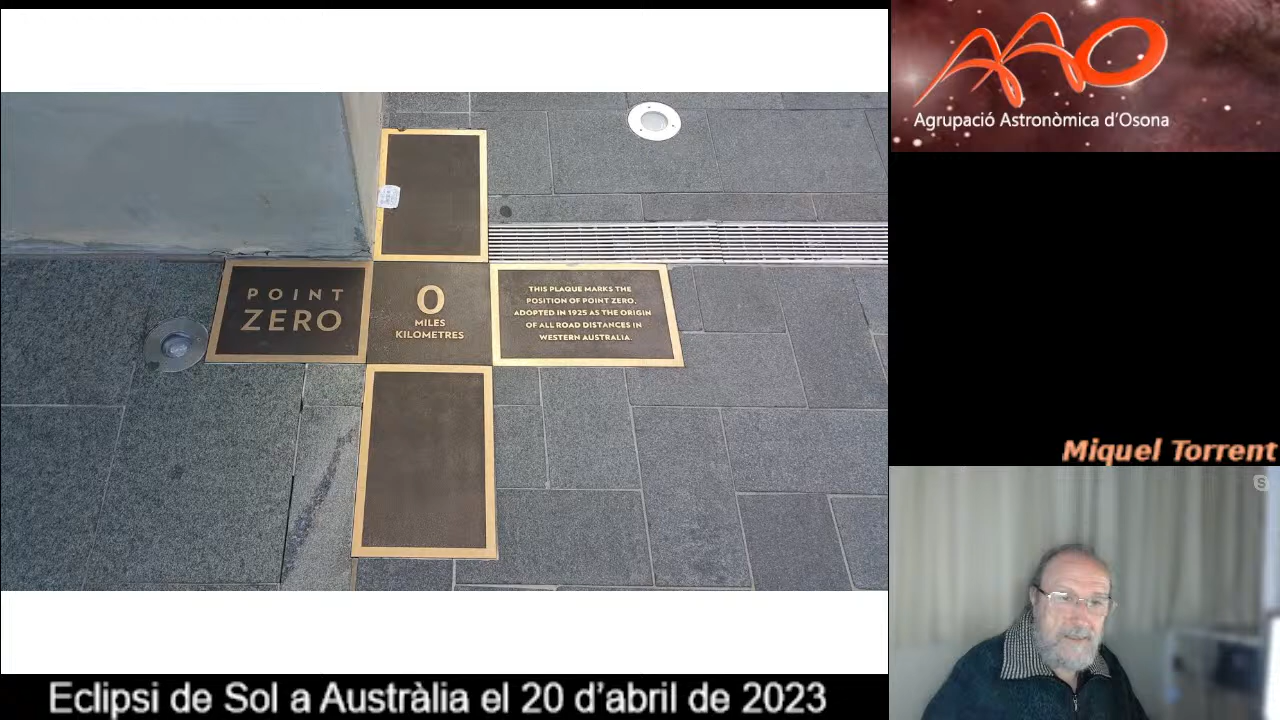 AAO
Agrupació Astronòmica d'Osona
POINT
ZERO
0
MILES
KILOMETRES
THIS PLAQUE MARKS THE
POSITION OF POINT ZERO,
ADOPTED IN 1925 AS THE ORIGIN
OF ALL ROAD DISTANCES IN
WESTERN AUSTRALIA.
Miquel Torrent
S
Eclipsi de Sol a Austràlia el 20 d'abril de 2023